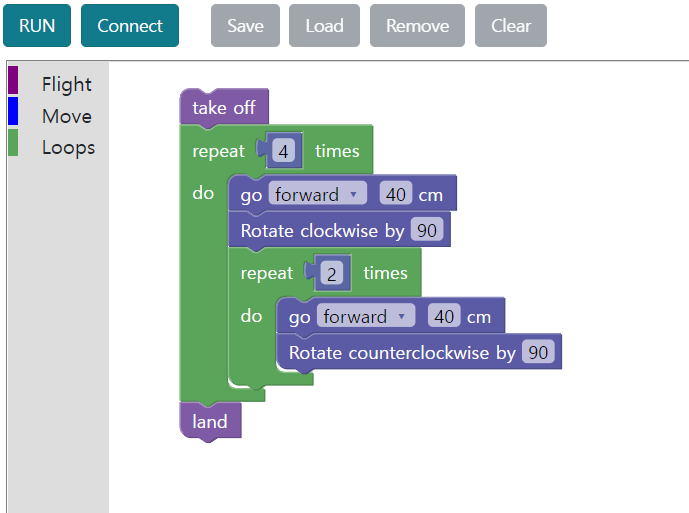 RUN Connect Save Load Remove Clear
Flight
Move
Loops
take off
repeat 4 times
do go forward 40 cm
Rotate clockwise by 90
repeat 2 times
do go forward 40 cm
Rotate counterclockwise by 90
land